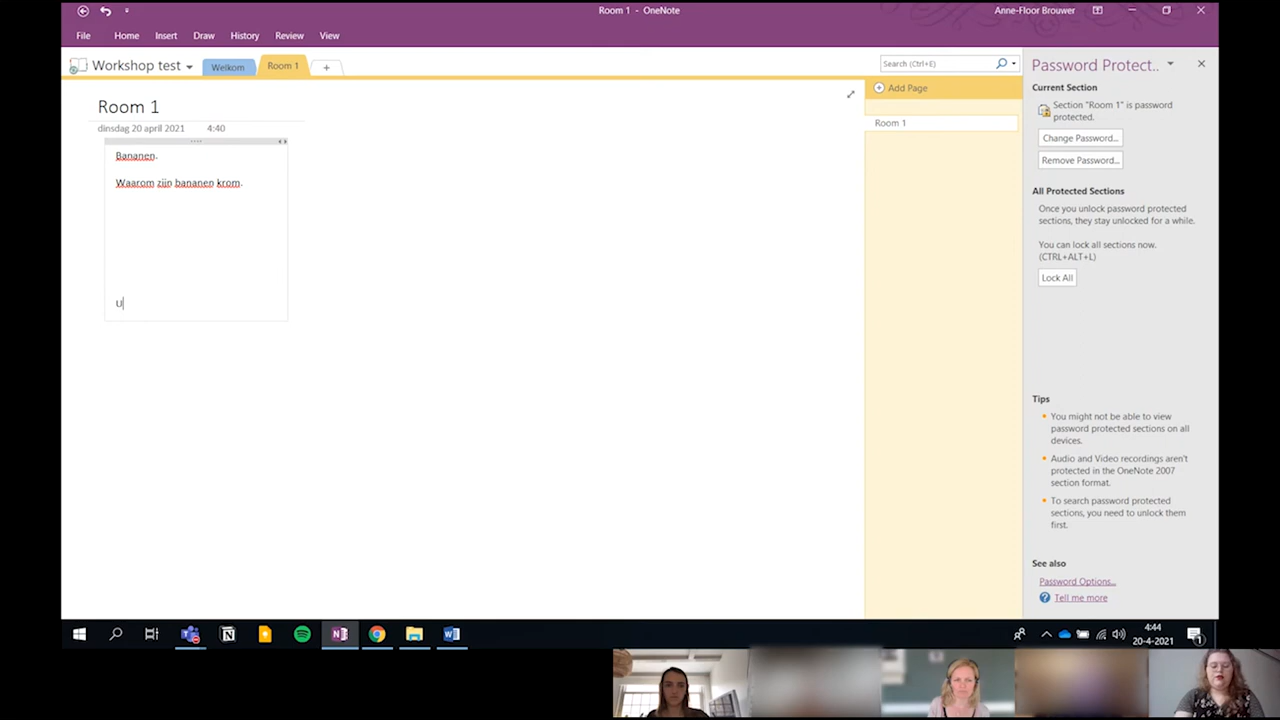 Room 1 - OneNote
Anne-Floor Brouwer
File Home Insert Draw History Review View
Workshop test
Welkom
Room 1
+
Search (Ctrl+E)
Add Page
Room 1
Room 1
dinsdag 20 april 2021 4:40
Bananen.
Waarom zijn bananen krom.
U
Password Protect..
Current Section
Section "Room 1" is password
protected.
Change Password...
Remove Password...
All Protected Sections
Once you unlock password protected
sections, they stay unlocked for a while.
You can lock all sections now.
(CTRL+ALT+L)
Lock All
Tips
You might not be able to view
password protected sections on all
devices.
Audio and Video recordings aren't
protected in the OneNote 2007
section format.
To search password protected
sections, you need to unlock them
first.
See also
Password Options...
Tell me more
4:44
20-4-2021